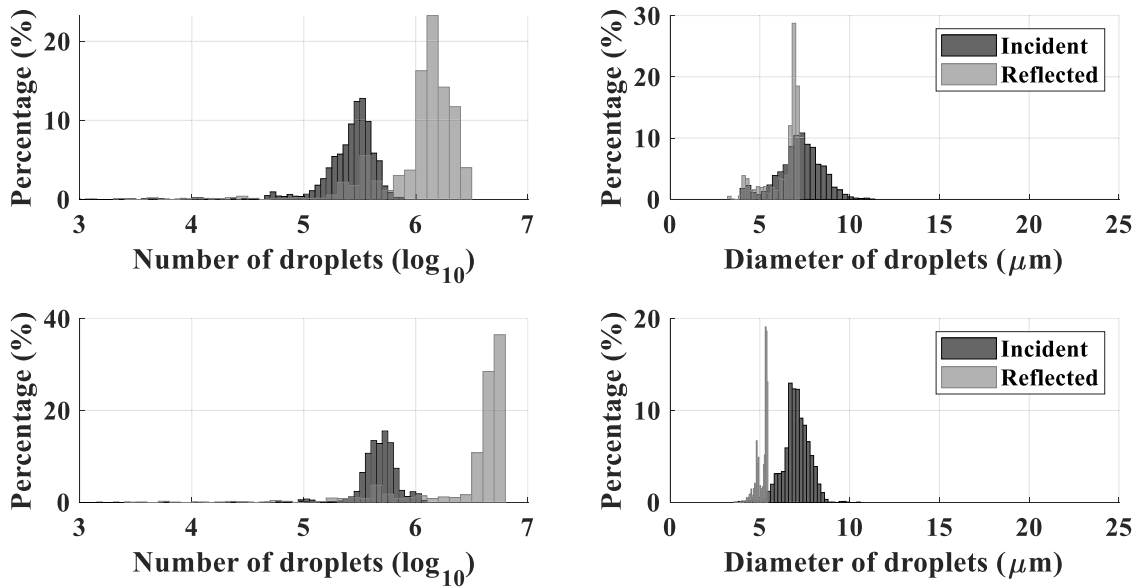 Percentage (%)
20
10
0
3 4 5 6 7
Number of droplets (log10)
Percentage (%)
30
20
10
0
0 5 10 15 20 25
Diameter of droplets (μm)
Incident
Reflected
Percentage (%)
40
20
0
3 4 5 6 7
Number of droplets (log10)
Percentage (%)
20
10
0
0 5 10 15 20 25
Diameter of droplets (μm)
Incident
Reflected